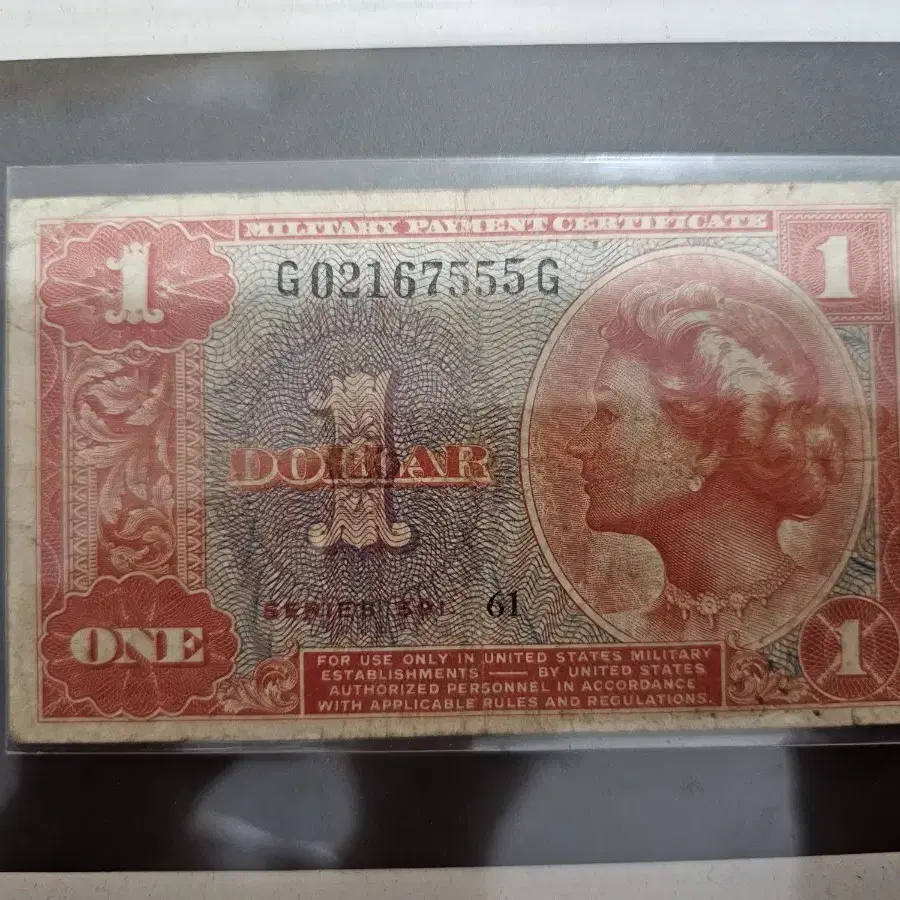 MILITARY PAYMENT CERTIFICATE
1
1
G02167555G
1
DOLLAR
SERIES 591
61
ONE
1
FOR USE ONLY IN UNITED STATES MILITARY
ESTABLISHMENTS — BY UNITED STATES
AUTHORIZED PERSONNEL IN ACCORDANCE
WITH APPLICABLE RULES AND REGULATIONS.